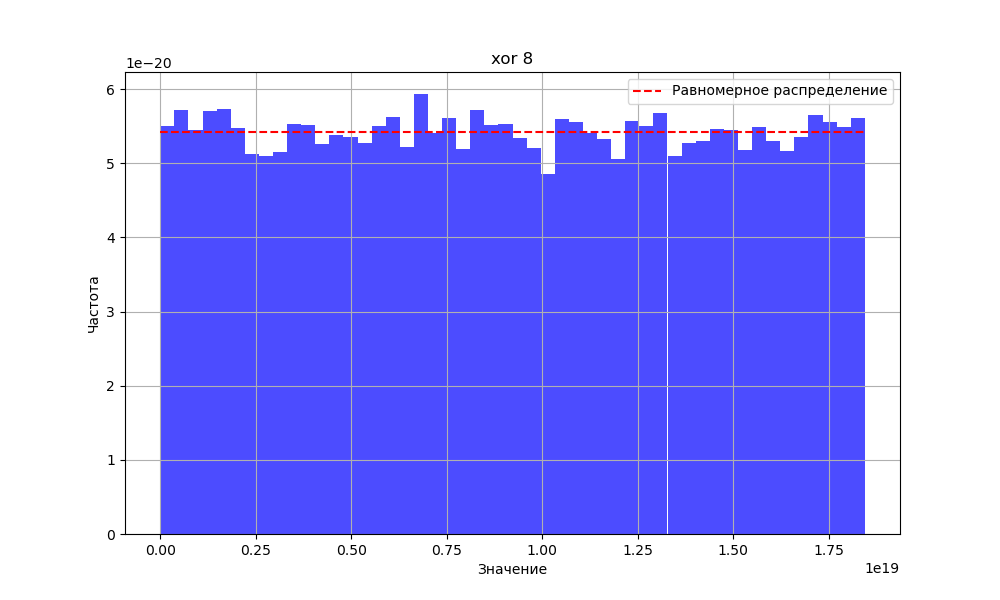 xor 8
1e−20
Равномерное распределение
6
5
4
3
2
1
0
Частота
0.00 0.25 0.50 0.75 1.00 1.25 1.50 1.75
1e19
Значение